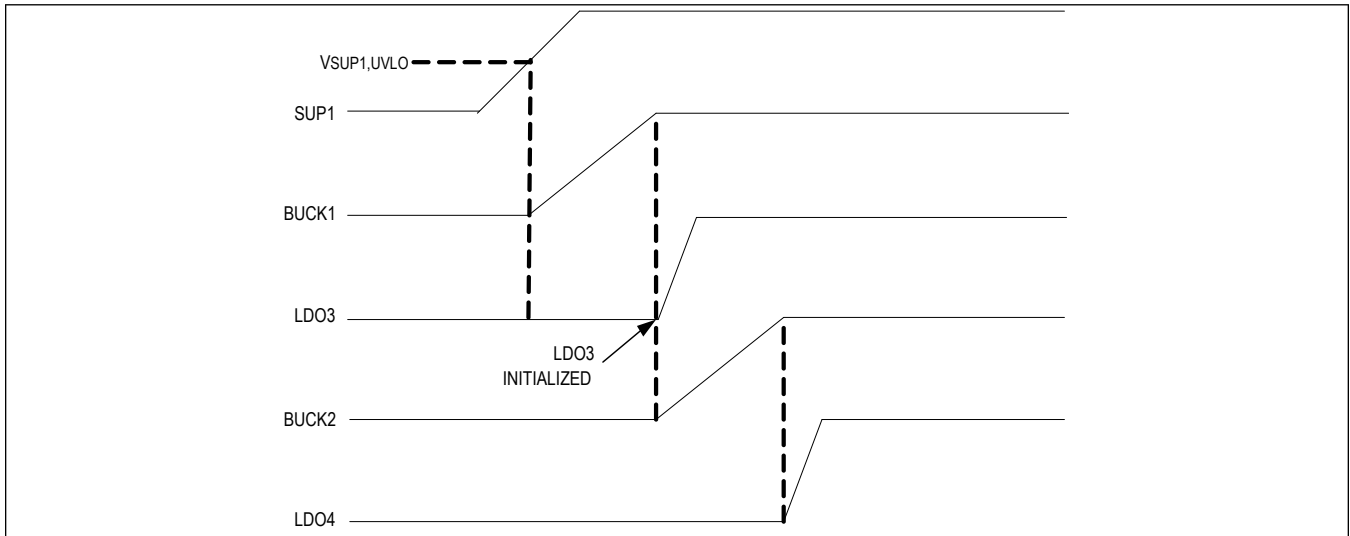 VSUP1,UVLO
SUP1
BUCK1
LDO3
LDO3
INITIALIZED
BUCK2
LDO4